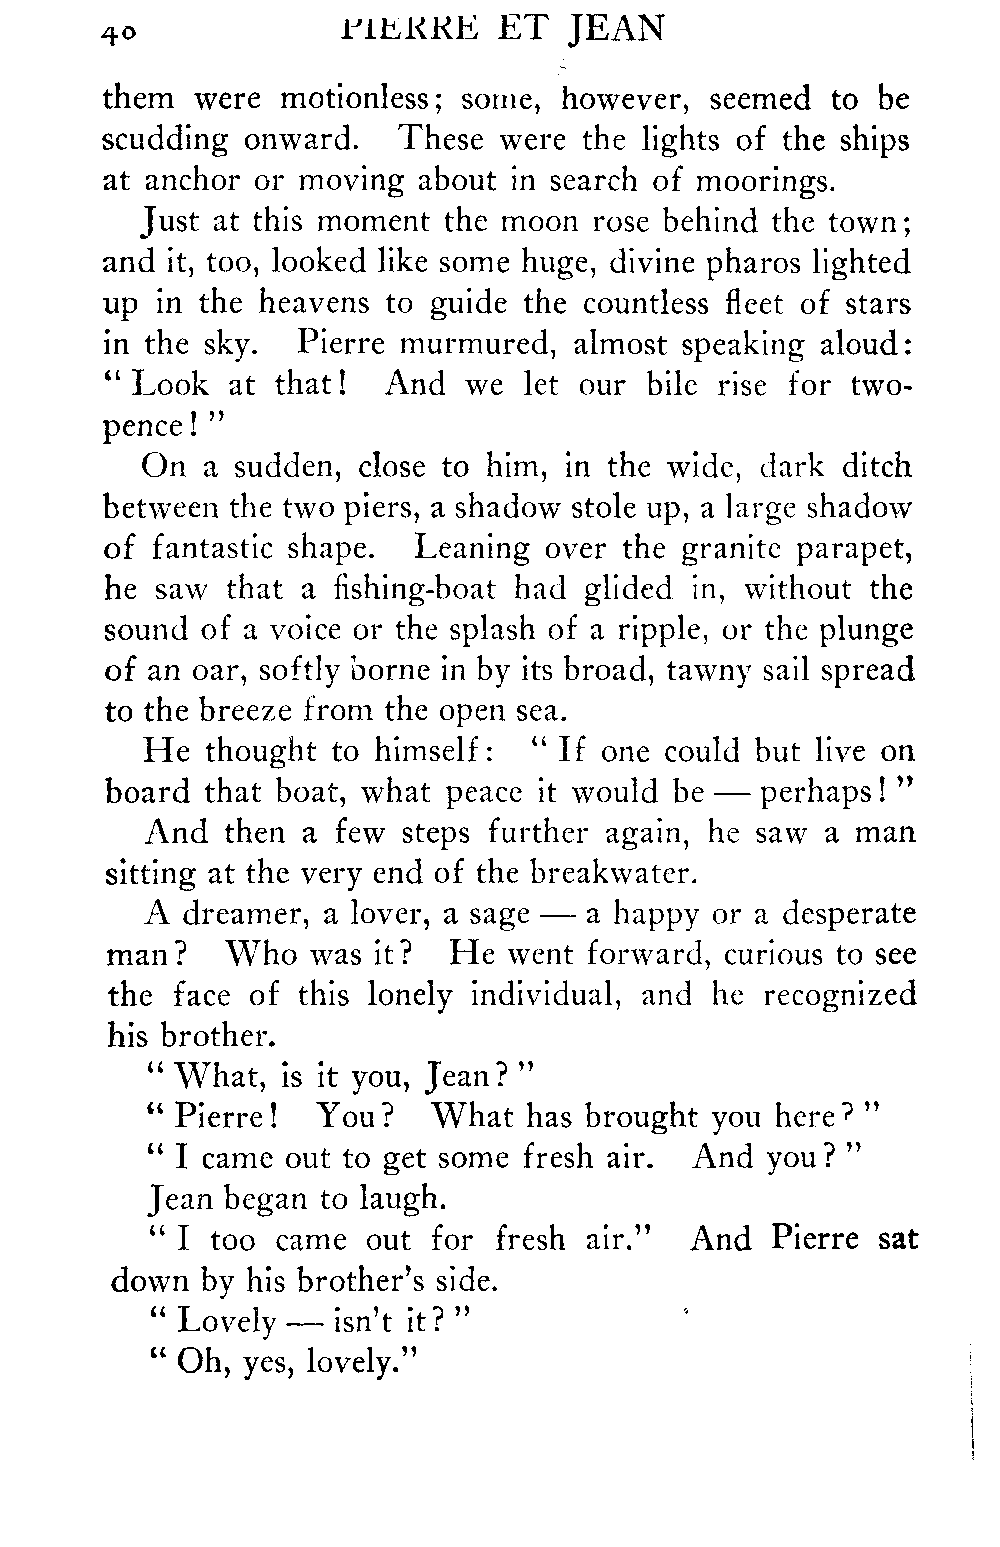 40 PIERRE ET JEAN
them were motionless; some, however, seemed to be
scudding onward. These were the lights of the ships
at anchor or moving about in search of moorings.
Just at this moment the moon rose behind the town;
and it, too, looked like some huge, divine pharos lighted
up in the heavens to guide the countless fleet of stars
in the sky. Pierre murmured, almost speaking aloud:
“Look at that! And we let our bile rise for two-
pence!”
On a sudden, close to him, in the wide, dark ditch
between the two piers, a shadow stole up, a large shadow
of fantastic shape. Leaning over the granite parapet,
he saw that a fishing-boat had glided in, without the
sound of a voice or the splash of a ripple, or the plunge
of an oar, softly borne in by its broad, tawny sail spread
to the breeze from the open sea.
He thought to himself: “If one could but live on
board that boat, what peace it would be — perhaps!”
And then a few steps further again, he saw a man
sitting at the very end of the breakwater.
A dreamer, a lover, a sage — a happy or a desperate
man? Who was it? He went forward, curious to see
the face of this lonely individual, and he recognized
his brother.
“What, is it you, Jean?”
“Pierre! You? What has brought you here?”
“I came out to get some fresh air. And you?”
Jean began to laugh.
“I too came out for fresh air.” And Pierre sat
down by his brother's side.
“Lovely — isn't it?”
“Oh, yes, lovely.”